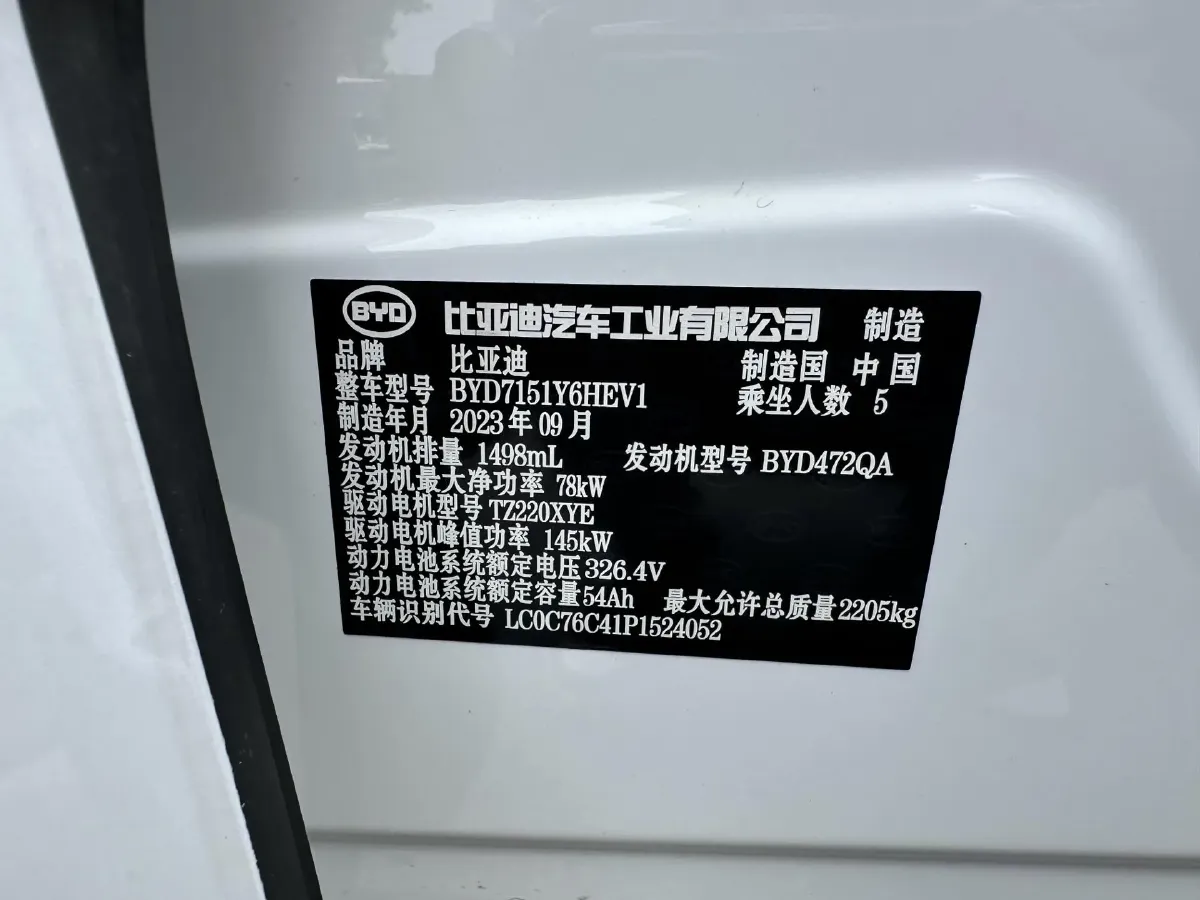 BYD 比亚迪汽车工业有限公司 制造
品牌 比亚迪 制造国 中国
整车型号 BYD7151Y6HEV1 乘坐人数 5
制造年月 2023年09月
发动机排量 1498mL 发动机型号 BYD472QA
发动机最大净功率 78kW
驱动电机型号 TZ220XYE
驱动电机峰值功率 145kW
动力电池系统额定电压 326.4V
动力电池系统额定容量 54Ah 最大允许总质量 2205kg
车辆识别代号 LC0C76C41P1524052